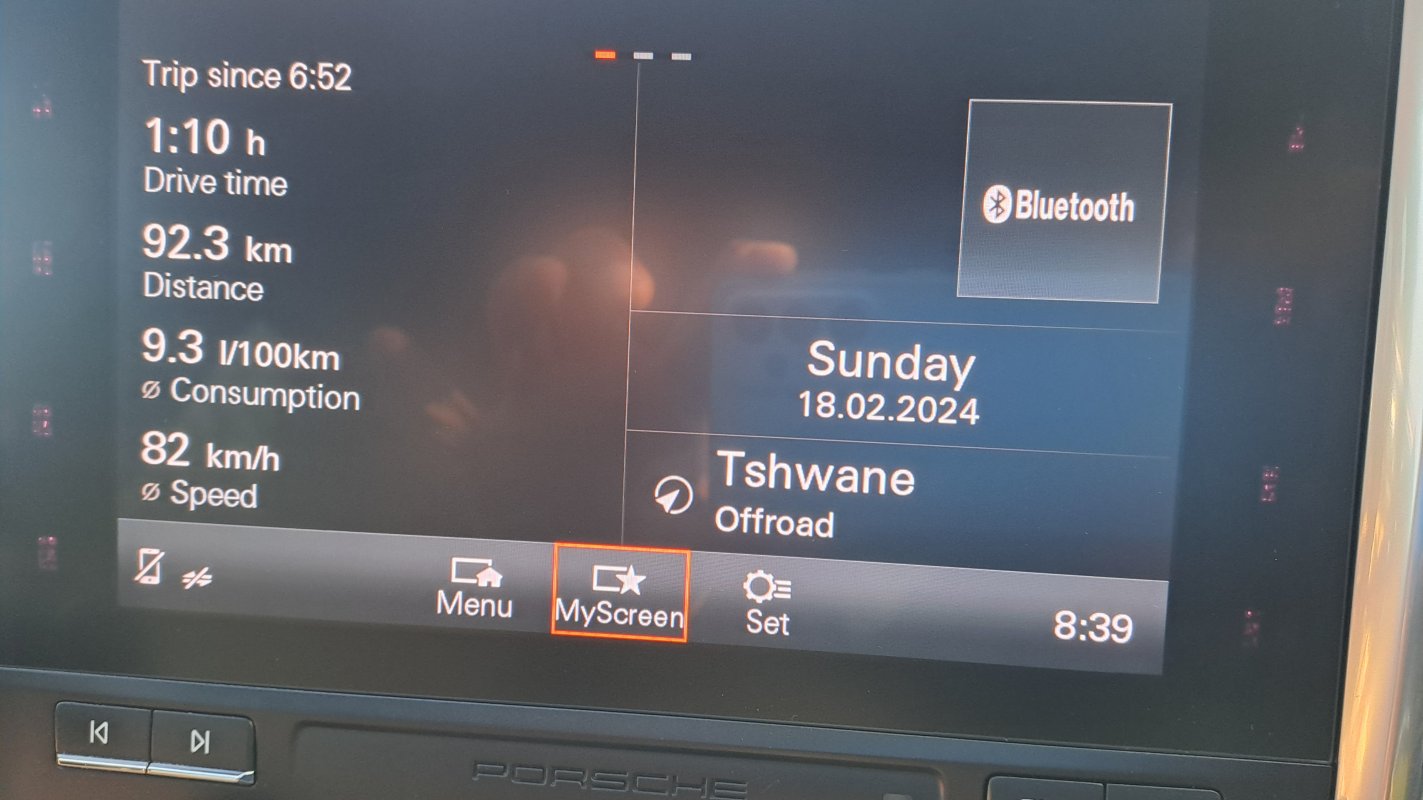 Trip since 6:52
1:10 h
Drive time
92.3 km
Distance
9.3 l/100km
Ø Consumption
82 km/h
Ø Speed
Bluetooth
Sunday
18.02.2024
Tshwane
Offroad
Menu
MyScreen
Set
8:39
PORSCHE